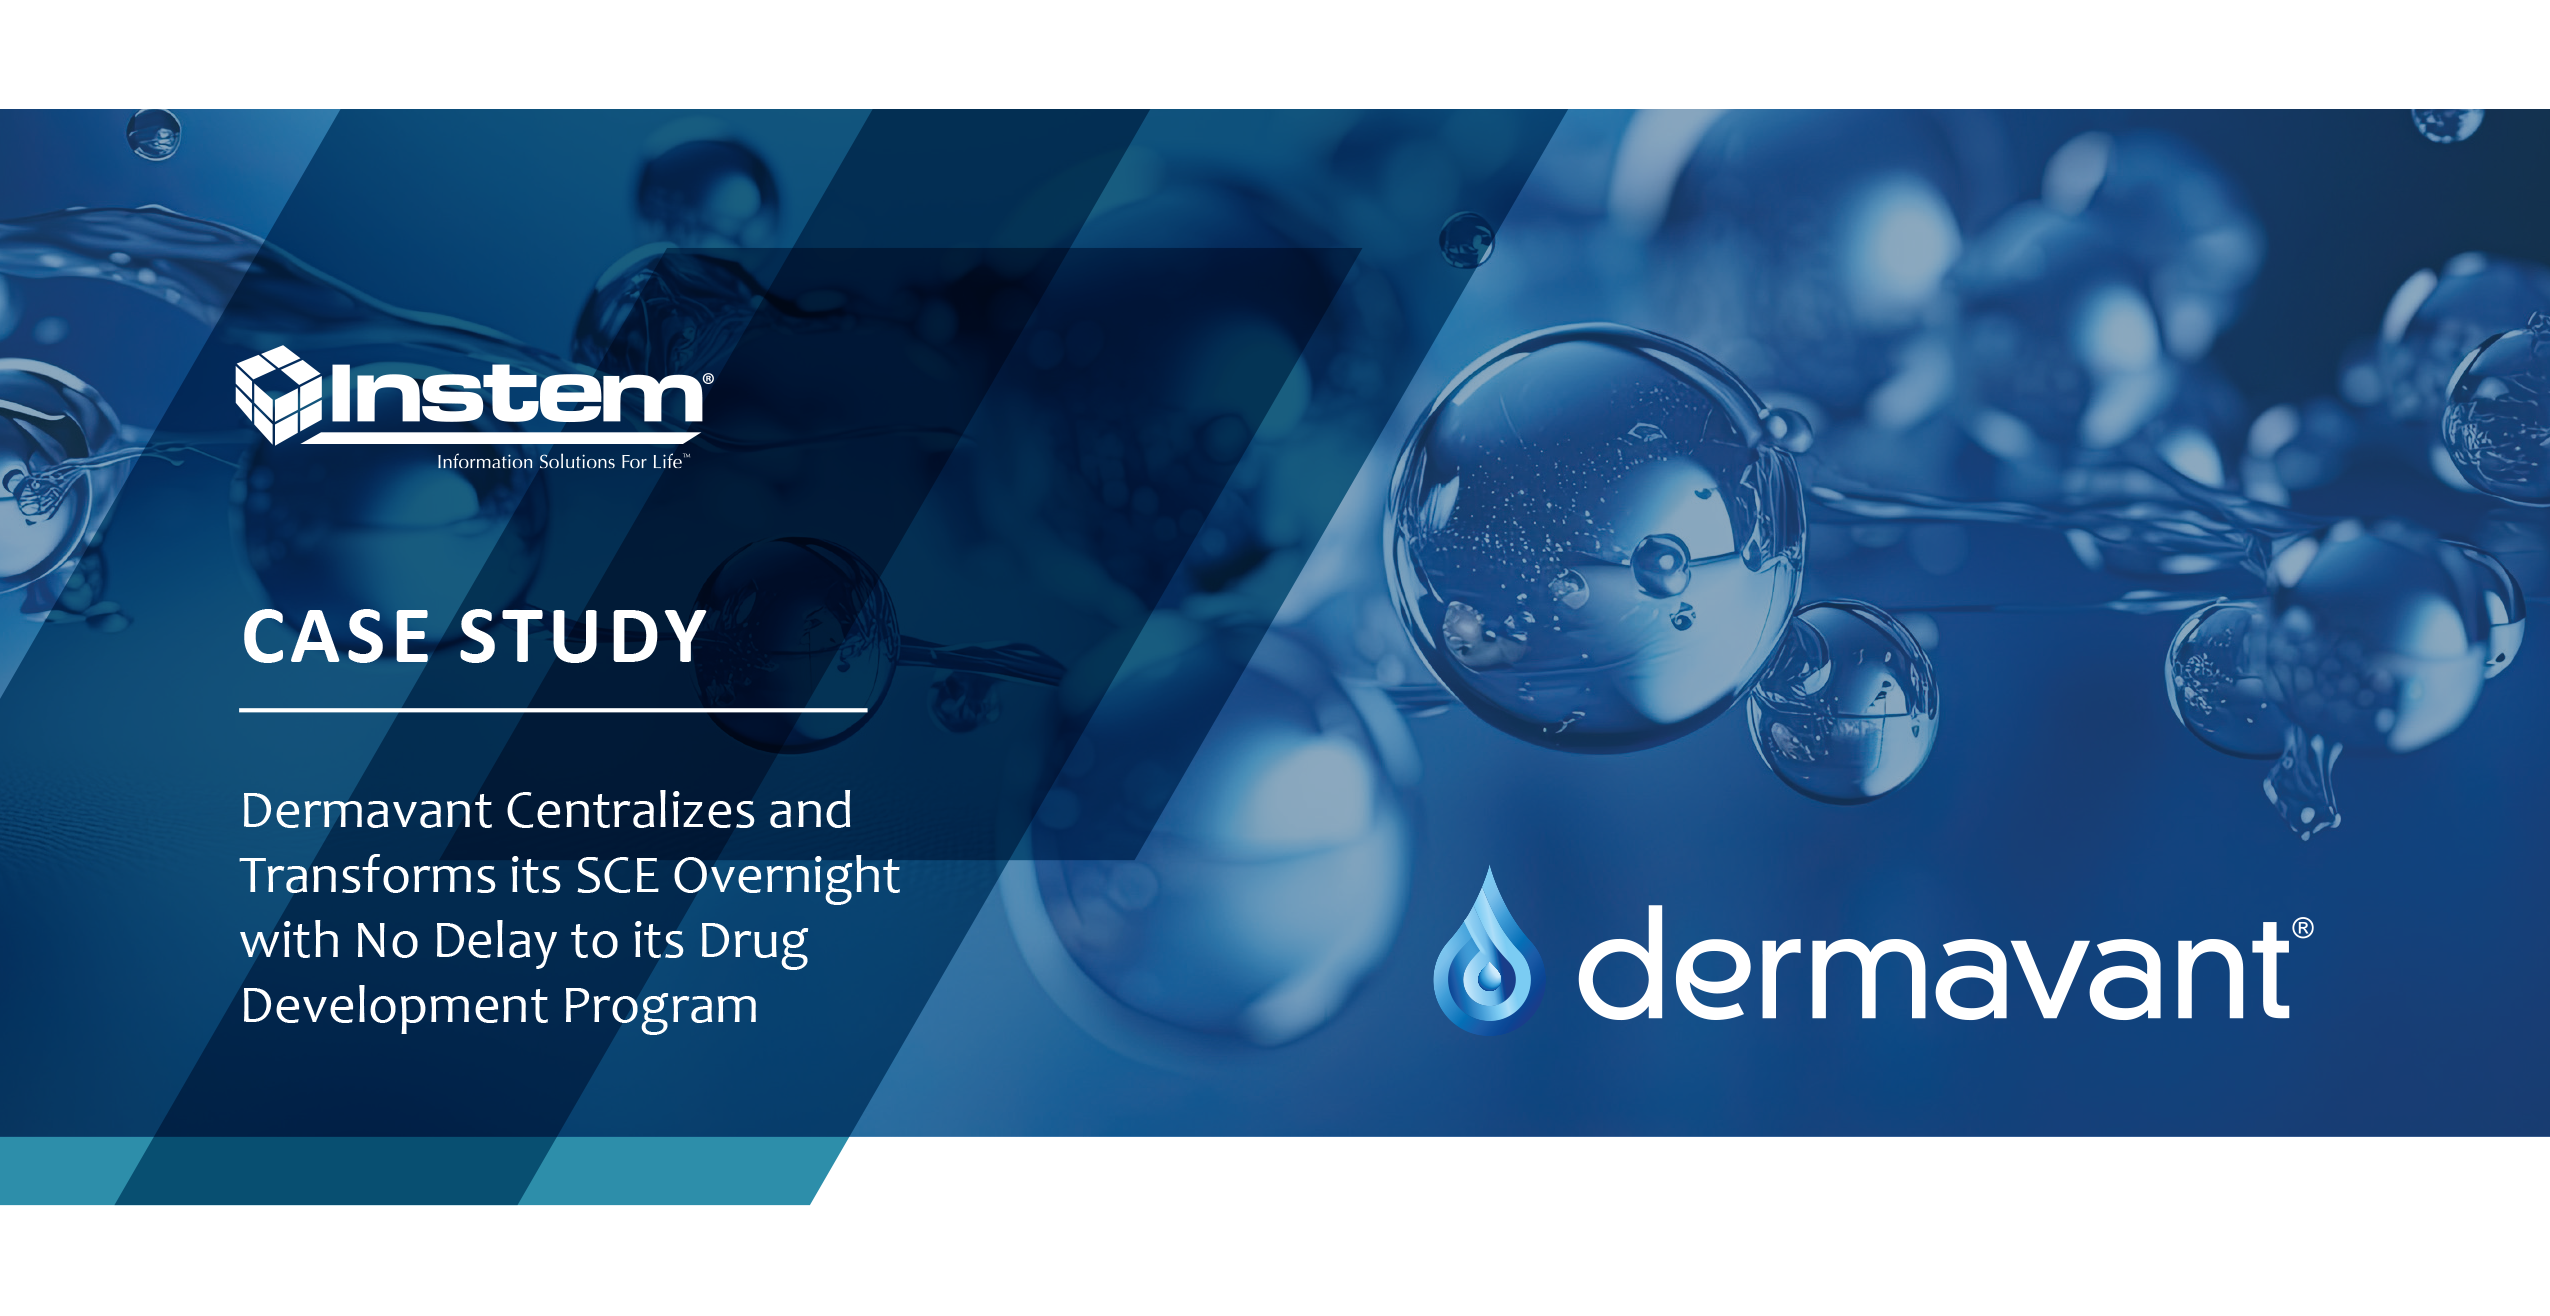 Instem®
Information Solutions For Life™
CASE STUDY
Dermavant Centralizes and
Transforms its SCE Overnight
with No Delay to its Drug
Development Program
dermavant®